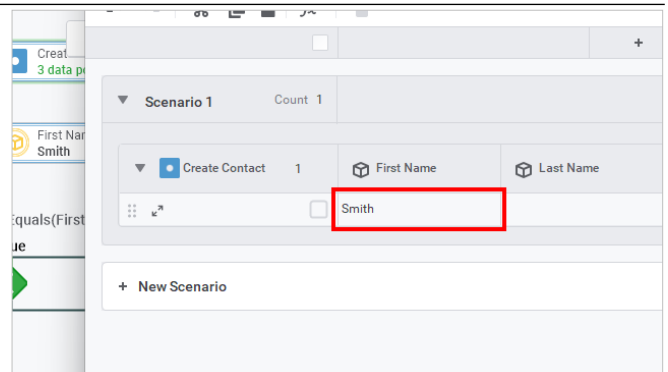 Creat
3 data p
First Nar
Smith
Equals(First
ue
+
Scenario 1
Count 1
Create Contact
1
First Name
Last Name
Smith
+ New Scenario